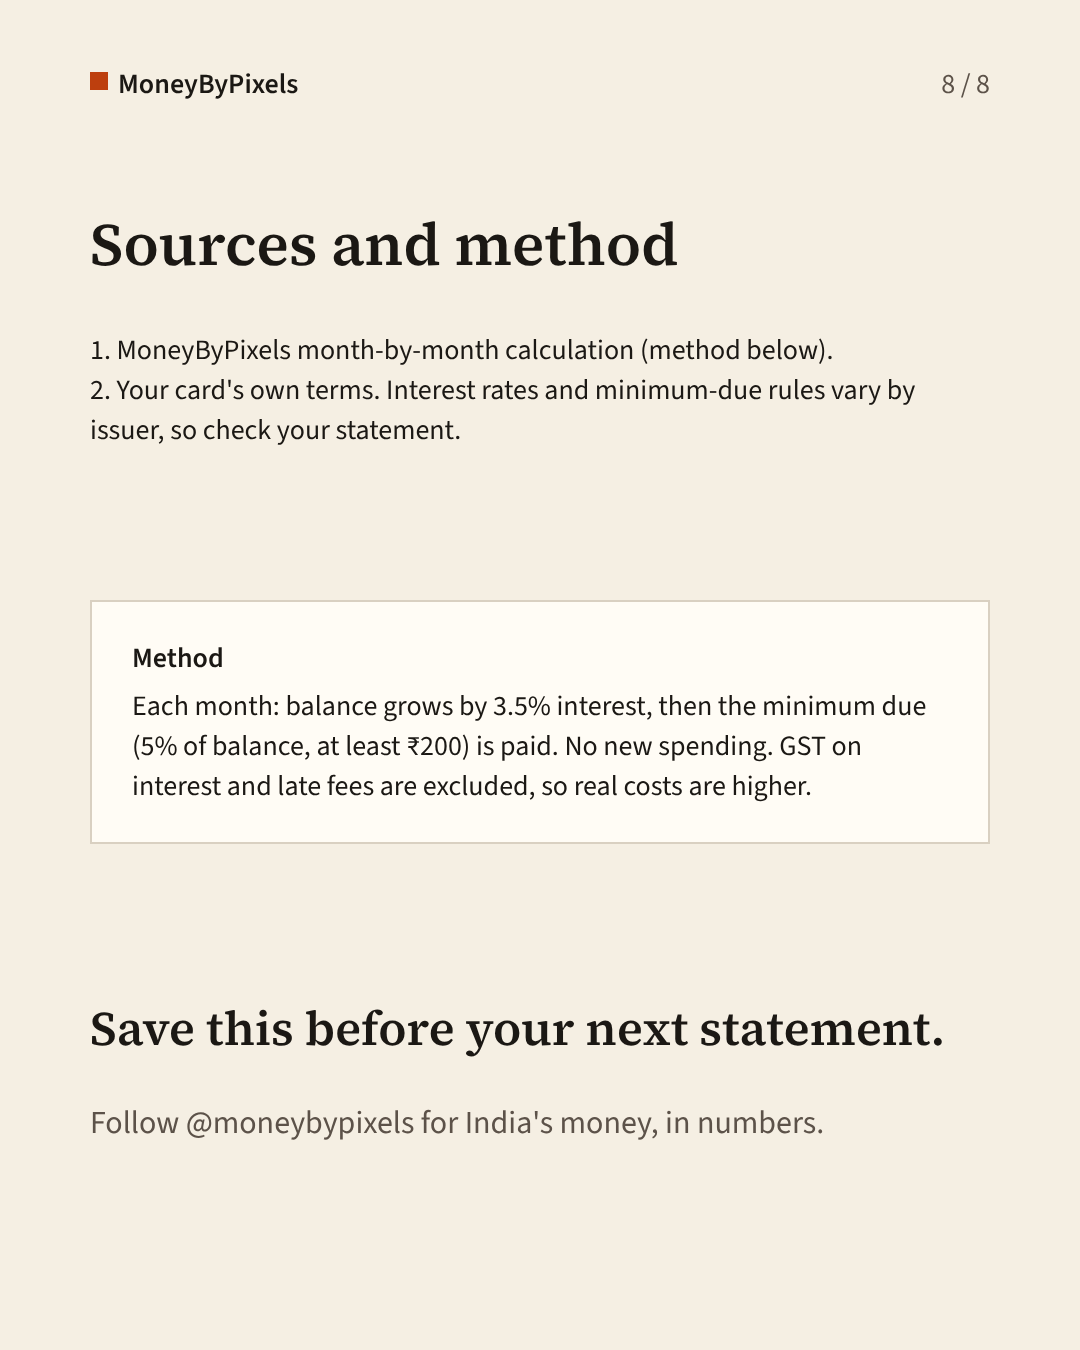 MoneyByPixels
8 / 8
Sources and method
1. MoneyByPixels month-by-month calculation (method below).
2. Your card's own terms. Interest rates and minimum-due rules vary by
issuer, so check your statement.
Method
Each month: balance grows by 3.5% interest, then the minimum due
(5% of balance, at least ₹200) is paid. No new spending. GST on
interest and late fees are excluded, so real costs are higher.
Save this before your next statement.
Follow @moneybypixels for India's money, in numbers.